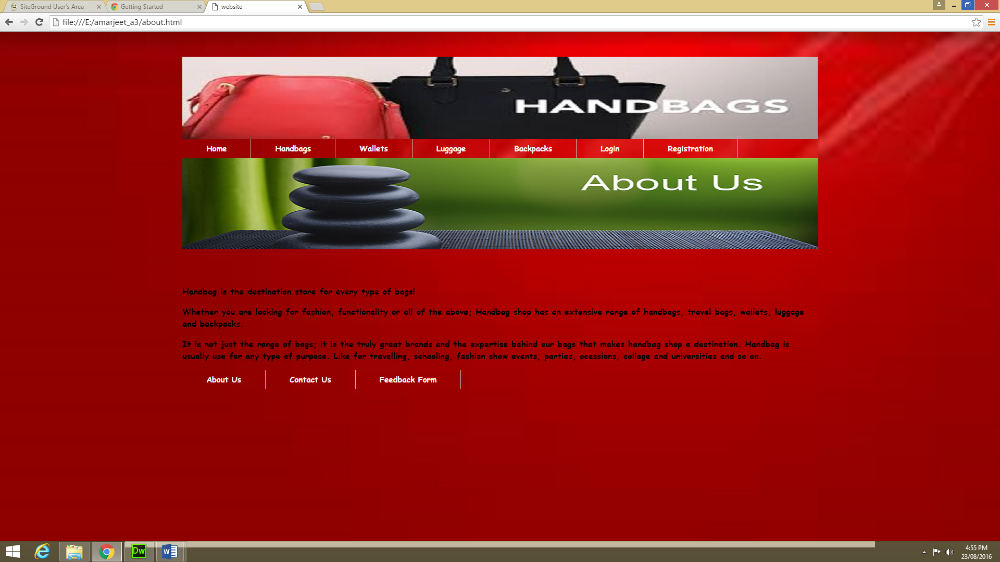 SiteGround User's Area
Getting Started
website
file:///E:/amarjeet_a3/about.html
HANDBAGS
Home
Handbags
Wallets
Luggage
Backpacks
Login
Registration
About Us
Handbag is the destination store for every type of bags!
Whether you are looking for fashion, functionality or all of the above; Handbag shop has an extensive range of handbags, travel bags, wallets, luggage
and backpacks.
It is not just the range of bags; it is the truly great brands and the expertise behind our bags that makes handbag shop a destination. Handbag is
usually use for any type of purpose. Like for travelling, schooling, fashion show events, parties, ocassions, collage and universities and so on.
About Us
Contact Us
Feedback Form
Dw
W
4:55 PM
23/08/2016